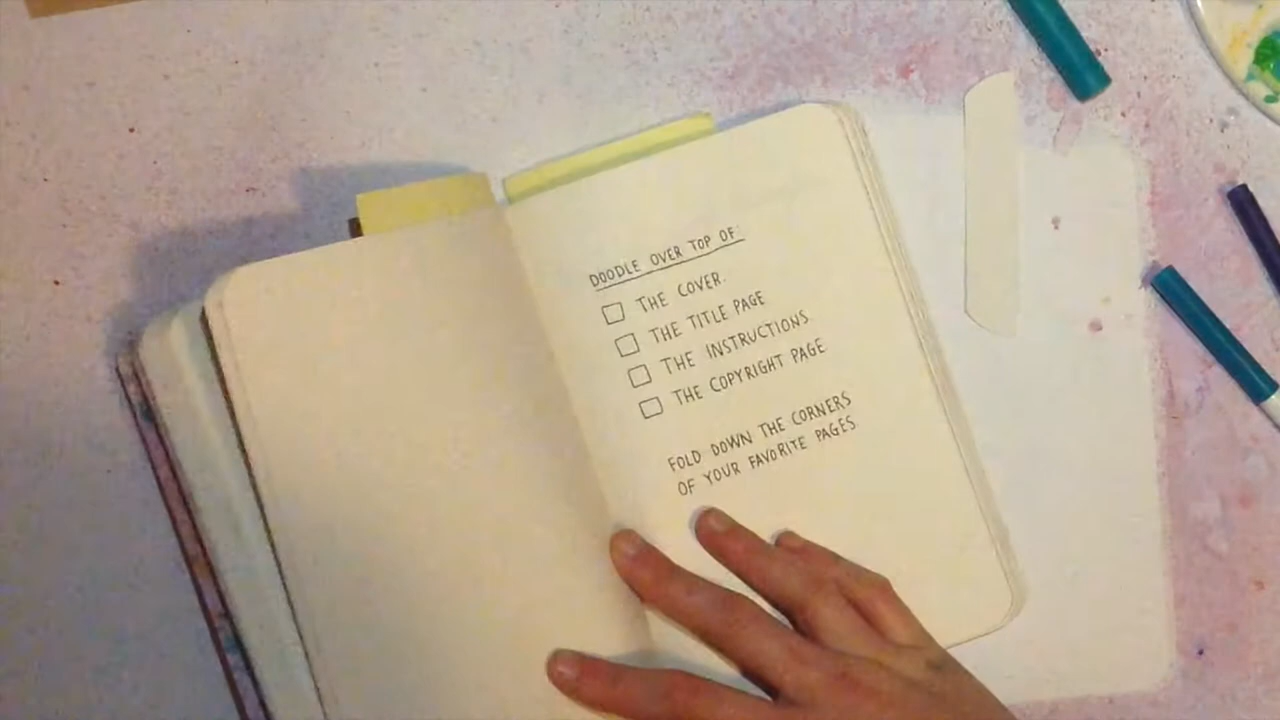 DOODLE OVER TOP OF:
THE COVER.
THE TITLE PAGE
THE INSTRUCTIONS.
THE COPYRIGHT PAGE
FOLD DOWN THE CORNERS
OF YOUR FAVORITE PAGES